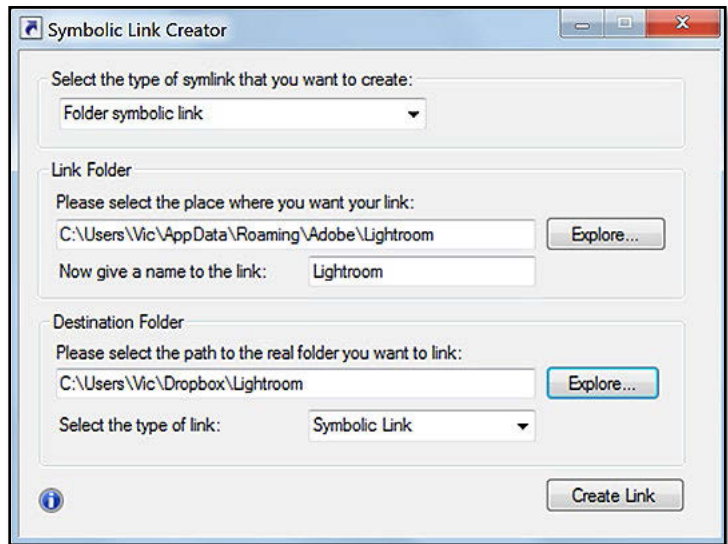 Symbolic Link Creator
Select the type of symlink that you want to create:
Folder symbolic link
Link Folder
Please select the place where you want your link:
C:\Users\Vic\AppData\Roaming\Adobe\Lightroom
Explore...
Now give a name to the link:
Lightroom
Destination Folder
Please select the path to the real folder you want to link:
C:\Users\Vic\Dropbox\Lightroom
Explore...
Select the type of link:
Symbolic Link
Create Link